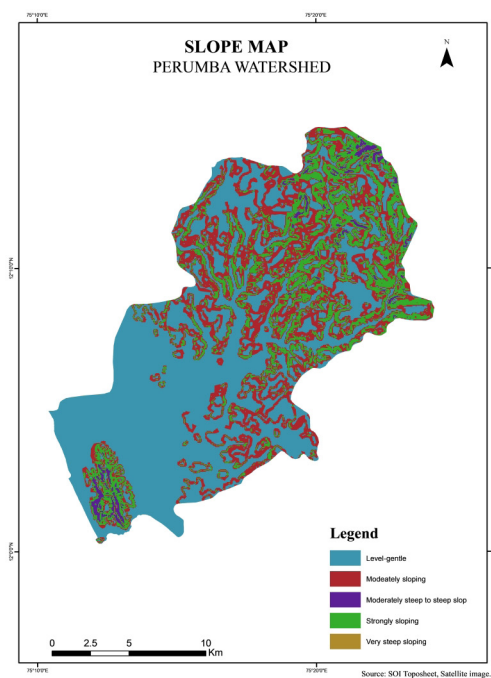 75°10'0"E 75°20'0"E
SLOPE MAP
PERUMBA WATERSHED
N
12°10'0"N
12°0'0"N
Legend
Level-gentle
Modeately sloping
Moderately steep to steep slop
Strongly sloping
Very steep sloping
0 2.5 5 10
Km
75°10'0"E 75°20'0"E
Source: SOI Toposheet, Satellite image.